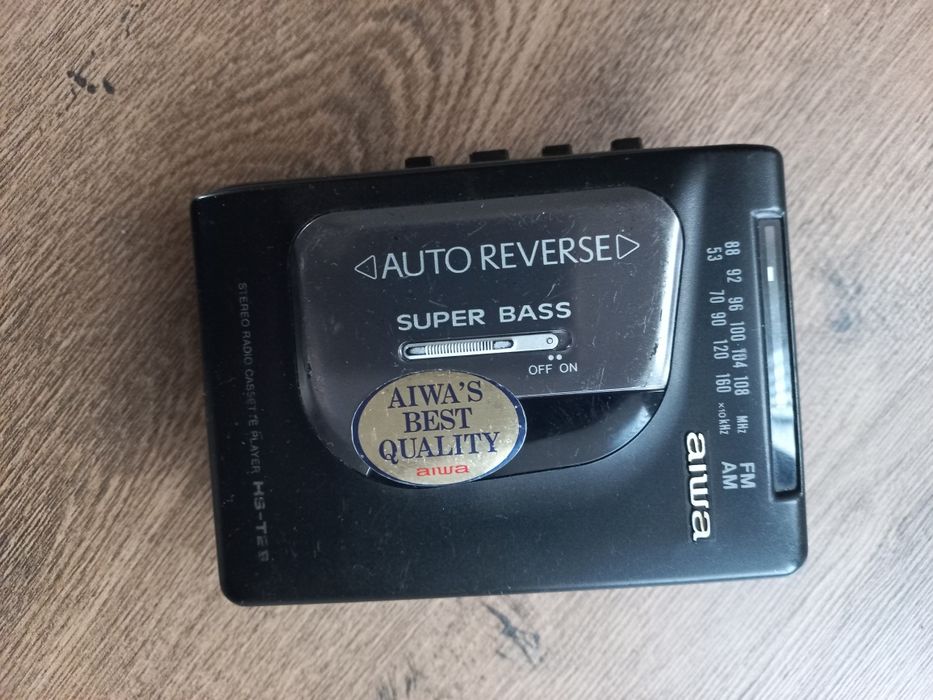 ◁AUTO REVERSE▷
SUPER BASS
OFF ON
AIWA'S
BEST
QUALITY
aiwa
88 92 96 100 104 108 MHz FM
53 70 90 120 160 x10kHz AM
aiwa
STEREO RADIO CASSETTE PLAYER